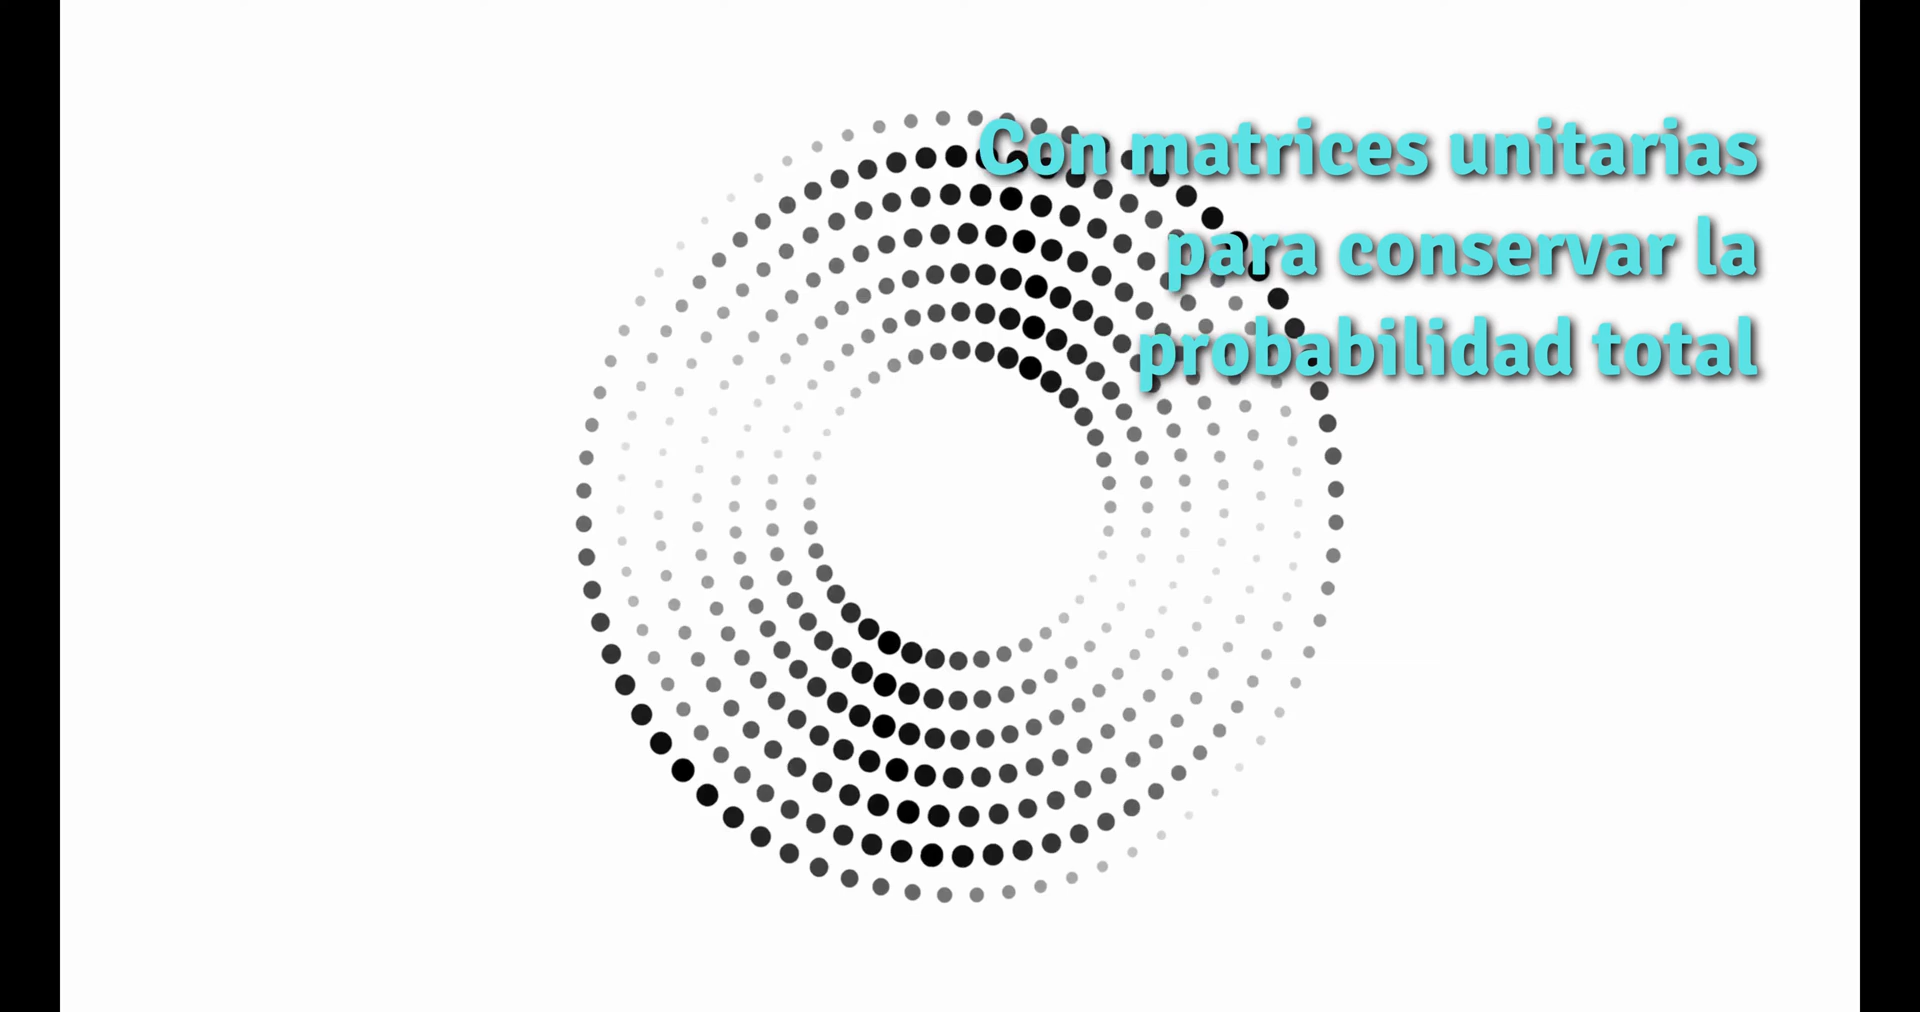 Con matrices unitarias
para conservar la
probabilidad total